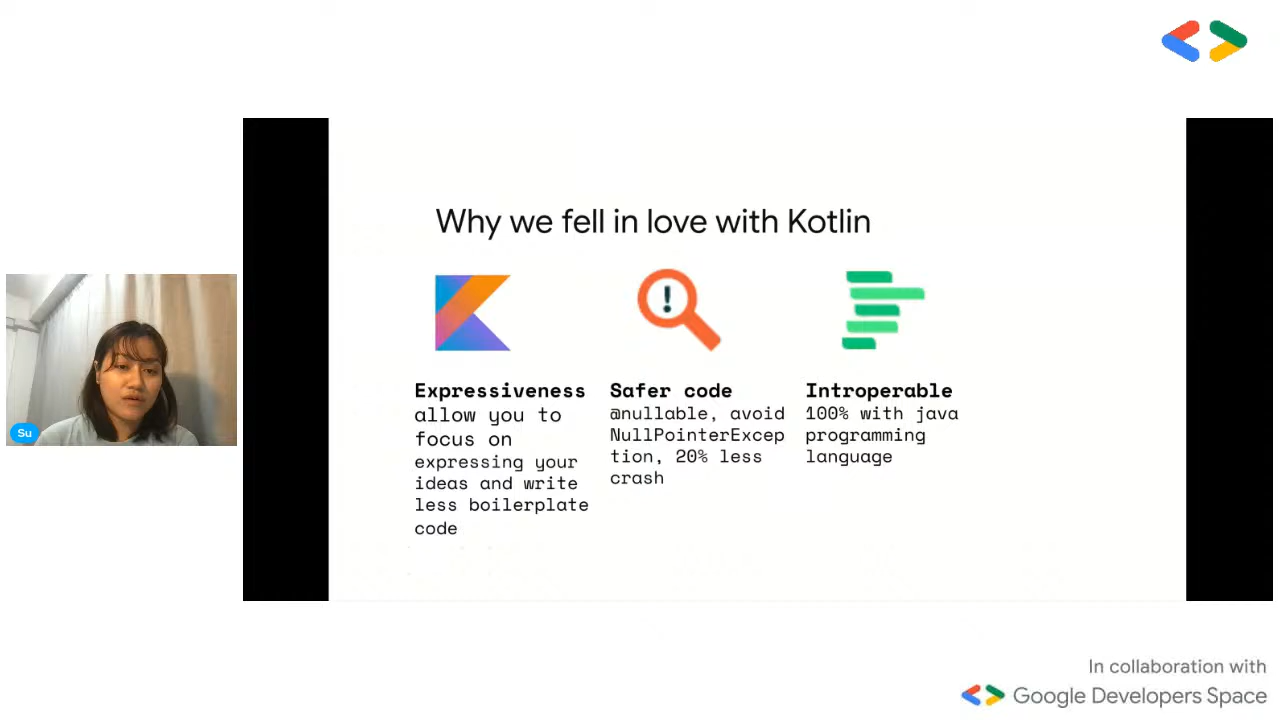 Why we fell in love with Kotlin
!
Expressiveness
allow you to
focus on
expressing your
ideas and write
less boilerplate
code
Safer code
@nullable, avoid
NullPointerExcep
tion, 20% less
crash
Introperable
100% with java
programming
language
Su
In collaboration with
Google Developers Space